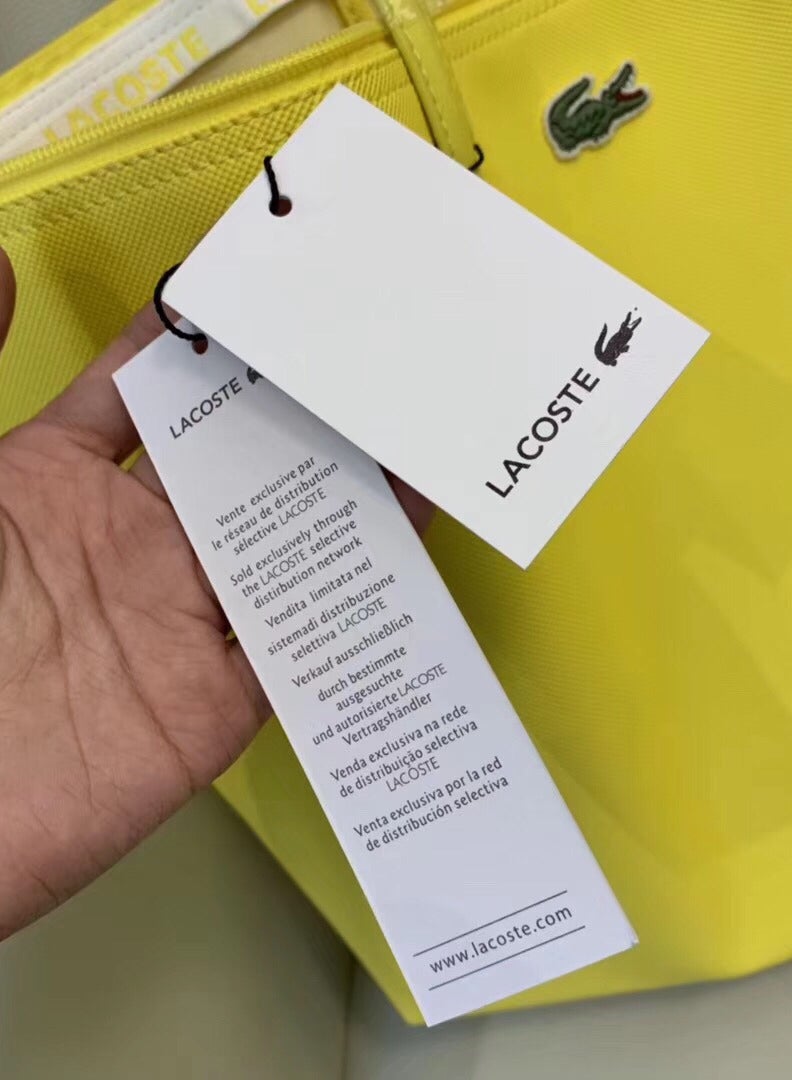 LACOSTE
LACOSTE
LACOSTE
Vente exclusive par
le réseau de distribution
sélective LACOSTE
Sold exclusively through
the LACOSTE selective
distirbution network
Vendita limitata nel
sistemadi distribuzione
selettiva LACOSTE
Verkauf ausschließlich
durch bestimmte
ausgesuchte
und autorisierte LACOSTE
Vertragshändler
Venda exclusiva na rede
de distribuição selectiva
LACOSTE
Venta exclusiva por la red
de distribución selectiva
www.lacoste.com